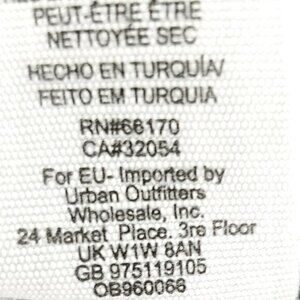 PEUT-ÊTRE ÊTRE
NETTOYÉE SEC
HECHO EN TURQUÍA/
FEITO EM TURQUIA
RN#66170
CA#32054
For EU- Imported by
Urban Outfitters
Wholesale, Inc.
24 Market Place. 3re Floor
UK W1W 8AN
GB 975119105
OB960066